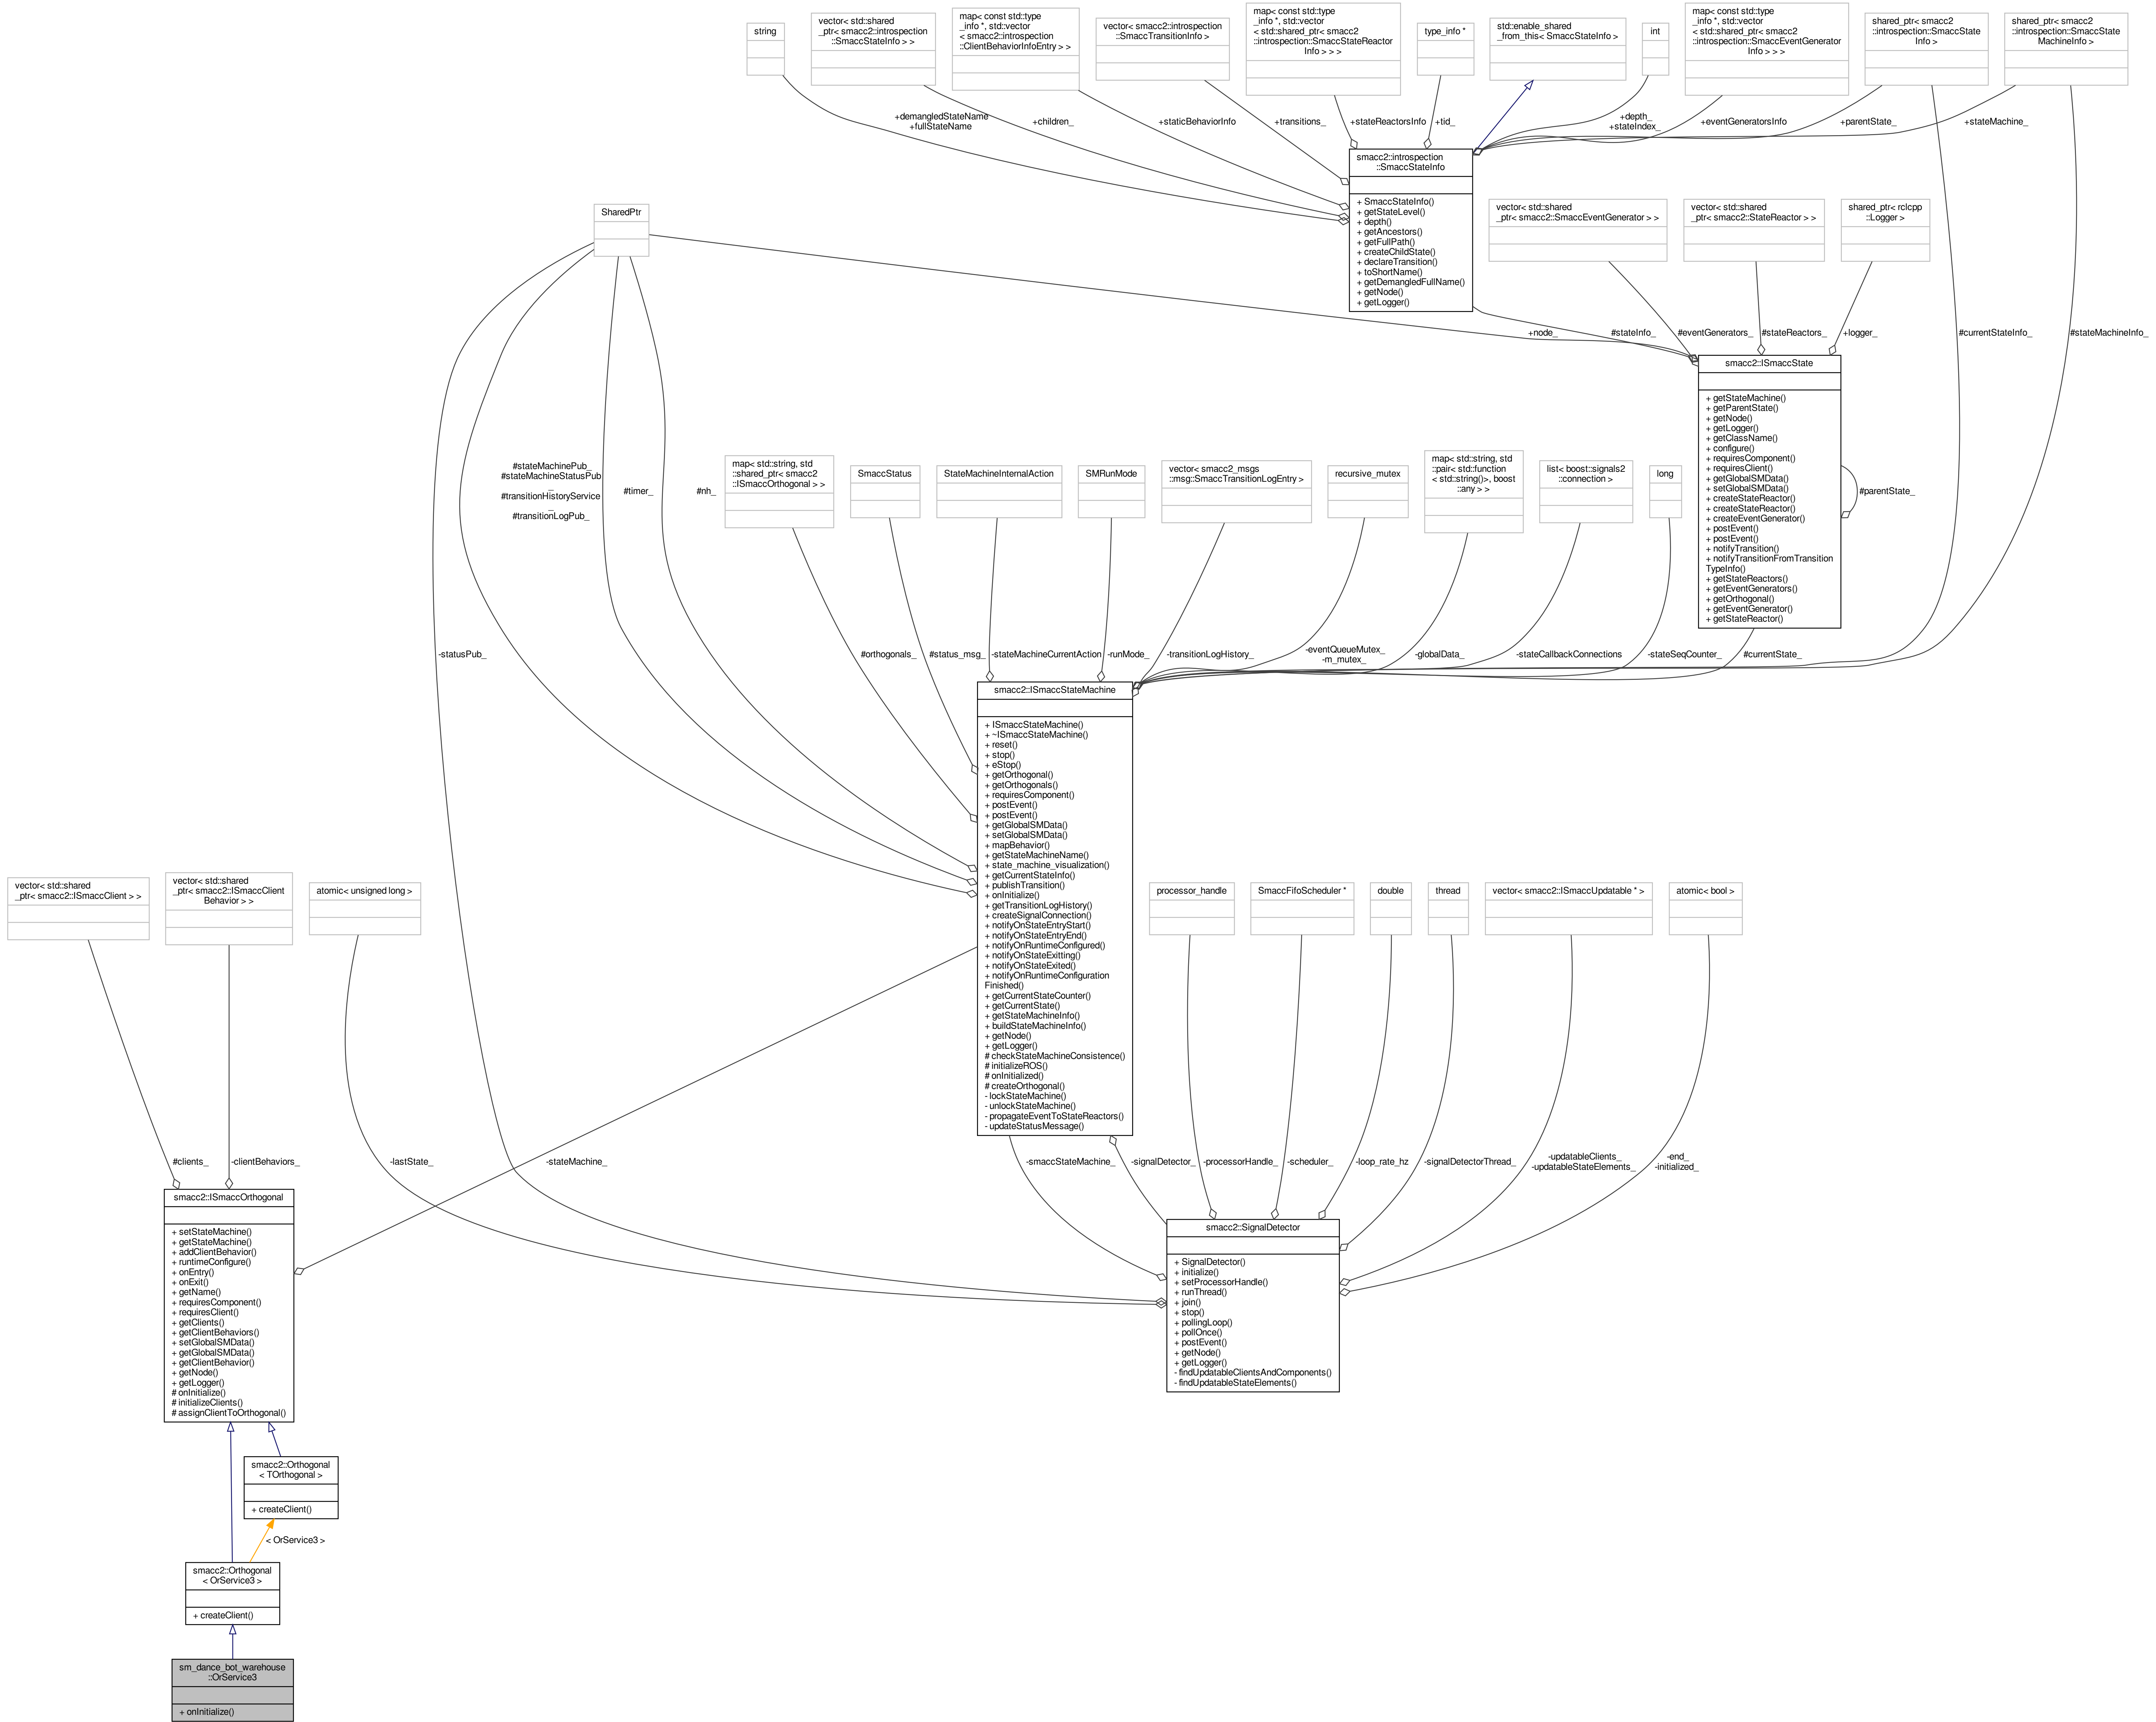 string
vector< std::shared
_ptr< smacc2::introspection
::SmaccStateInfo > >
map< const std::type
_info *, std::vector
< smacc2::introspection
::ClientBehaviorInfoEntry > >
vector< smacc2::introspection
::SmaccTransitionInfo >
map< const std::type
_info *, std::vector
< std::shared_ptr< smacc2
::introspection::SmaccStateReactor
Info > > >
type_info *
std::enable_shared
_from_this< SmaccStateInfo >
int
map< const std::type
_info *, std::vector
< std::shared_ptr< smacc2
::introspection::SmaccEventGenerator
Info > > >
shared_ptr< smacc2
::introspection::SmaccState
Info >
shared_ptr< smacc2
::introspection::SmaccState
MachineInfo >
+demangledStateName
+fullStateName
+children_
+staticBehaviorInfo
+transitions_
+stateReactorsInfo
+tid_
+depth_
+stateIndex_
+eventGeneratorsInfo
+parentState_
+stateMachine_
smacc2::introspection
::SmaccStateInfo
+ SmaccStateInfo()
+ getStateLevel()
+ depth()
+ getAncestors()
+ getFullPath()
+ createChildState()
+ declareTransition()
+ toShortName()
+ getDemangledFullName()
+ getNode()
+ getLogger()
SharedPtr
vector< std::shared
_ptr< smacc2::SmaccEventGenerator > >
vector< std::shared
_ptr< smacc2::StateReactor > >
shared_ptr< rclcpp
::Logger >
+node_
#stateInfo_
#eventGenerators_
#stateReactors_
+logger_
#currentStateInfo_
#stateMachineInfo_
smacc2::ISmaccState
+ getStateMachine()
+ getParentState()
+ getNode()
+ getLogger()
+ getClassName()
+ configure()
+ requiresComponent()
+ requiresClient()
+ getGlobalSMData()
+ setGlobalSMData()
+ createStateReactor()
+ createStateReactor()
+ createEventGenerator()
+ postEvent()
+ postEvent()
+ notifyTransition()
+ notifyTransitionFromTransition
TypeInfo()
+ getStateReactors()
+ getEventGenerators()
+ getOrthogonal()
+ getEventGenerator()
+ getStateReactor()
#parentState_
#stateMachinePub_
#stateMachineStatusPub
_
#transitionHistoryService
_
#transitionLogPub_
#timer_
#nh_
map< std::string, std
::shared_ptr< smacc2
::ISmaccOrthogonal > >
SmaccStatus
StateMachineInternalAction
SMRunMode
vector< smacc2_msgs
::msg::SmaccTransitionLogEntry >
recursive_mutex
map< std::string, std
::pair< std::function
< std::string()>, boost
::any > >
list< boost::signals2
::connection >
long
-statusPub_
#orthogonals_
#status_msg_
-stateMachineCurrentAction
-runMode_
-transitionLogHistory_
-eventQueueMutex_
-m_mutex_
-globalData_
-stateCallbackConnections
-stateSeqCounter_
#currentState_
smacc2::ISmaccStateMachine
+ ISmaccStateMachine()
+ ~ISmaccStateMachine()
+ reset()
+ stop()
+ eStop()
+ getOrthogonal()
+ getOrthogonals()
+ requiresComponent()
+ postEvent()
+ postEvent()
+ getGlobalSMData()
+ setGlobalSMData()
+ mapBehavior()
+ getStateMachineName()
+ state_machine_visualization()
+ getCurrentStateInfo()
+ publishTransition()
+ onInitialize()
+ getTransitionLogHistory()
+ createSignalConnection()
+ notifyOnStateEntryStart()
+ notifyOnStateEntryEnd()
+ notifyOnRuntimeConfigured()
+ notifyOnStateExitting()
+ notifyOnStateExited()
+ notifyOnRuntimeConfiguration
Finished()
+ getCurrentStateCounter()
+ getCurrentState()
+ getStateMachineInfo()
+ buildStateMachineInfo()
+ getNode()
+ getLogger()
# checkStateMachineConsistence()
# initializeROS()
# onInitialized()
# createOrthogonal()
- lockStateMachine()
- unlockStateMachine()
- propagateEventToStateReactors()
- updateStatusMessage()
vector< std::shared
_ptr< smacc2::ISmaccClient > >
vector< std::shared
_ptr< smacc2::ISmaccClient
Behavior > >
atomic< unsigned long >
processor_handle
SmaccFifoScheduler *
double
thread
vector< smacc2::ISmaccUpdatable * >
atomic< bool >
#clients_
-clientBehaviors_
-lastState_
-stateMachine_
-smaccStateMachine_
-signalDetector_
-processorHandle_
-scheduler_
-loop_rate_hz
-signalDetectorThread_
-updatableClients_
-updatableStateElements_
-end_
-initialized_
smacc2::ISmaccOrthogonal
+ setStateMachine()
+ getStateMachine()
+ addClientBehavior()
+ runtimeConfigure()
+ onEntry()
+ onExit()
+ getName()
+ requiresComponent()
+ requiresClient()
+ getClients()
+ getClientBehaviors()
+ setGlobalSMData()
+ getGlobalSMData()
+ getClientBehavior()
+ getNode()
+ getLogger()
# onInitialize()
# initializeClients()
# assignClientToOrthogonal()
smacc2::SignalDetector
+ SignalDetector()
+ initialize()
+ setProcessorHandle()
+ runThread()
+ join()
+ stop()
+ pollingLoop()
+ pollOnce()
+ postEvent()
+ getNode()
+ getLogger()
- findUpdatableClientsAndComponents()
- findUpdatableStateElements()
smacc2::Orthogonal
< TOrthogonal >
+ createClient()
< OrService3 >
smacc2::Orthogonal
< OrService3 >
+ createClient()
sm_dance_bot_warehouse
::OrService3
+ onInitialize()